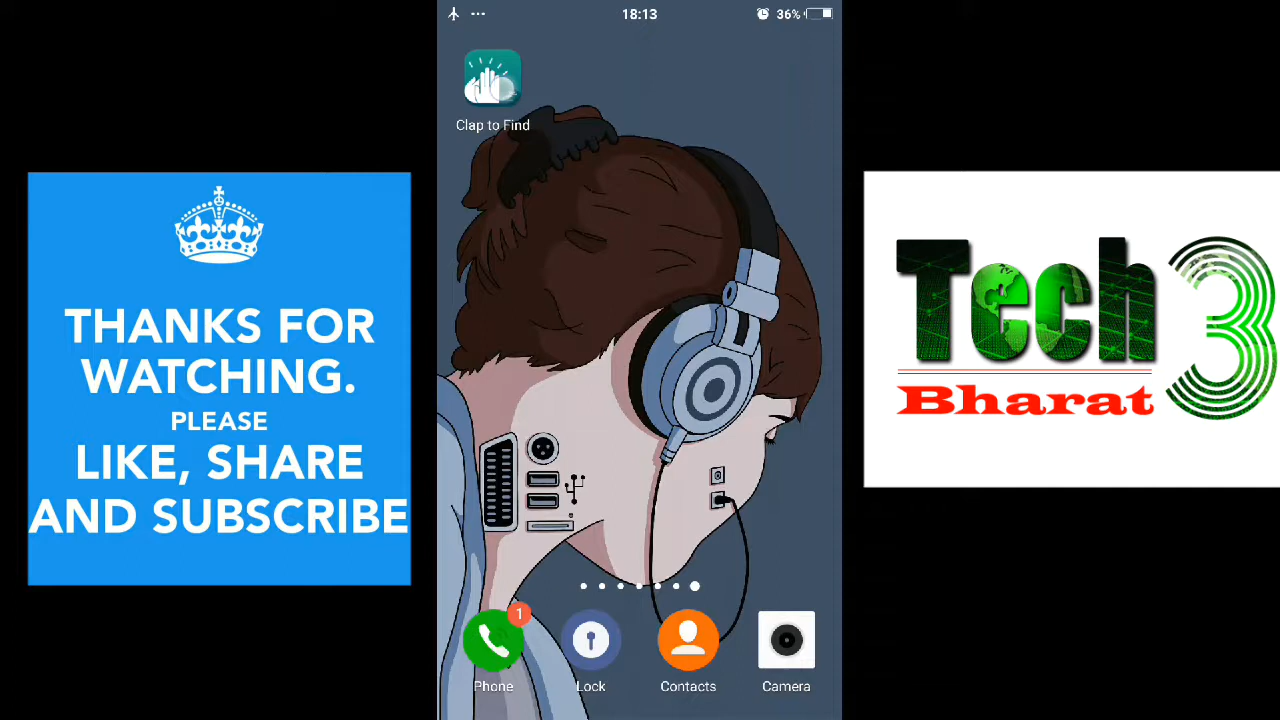 18:13
36%
Clap to Find
THANKS FOR
WATCHING.
PLEASE
LIKE, SHARE
AND SUBSCRIBE
Tech 3
Bharat
1
Phone
Lock
Contacts
Camera